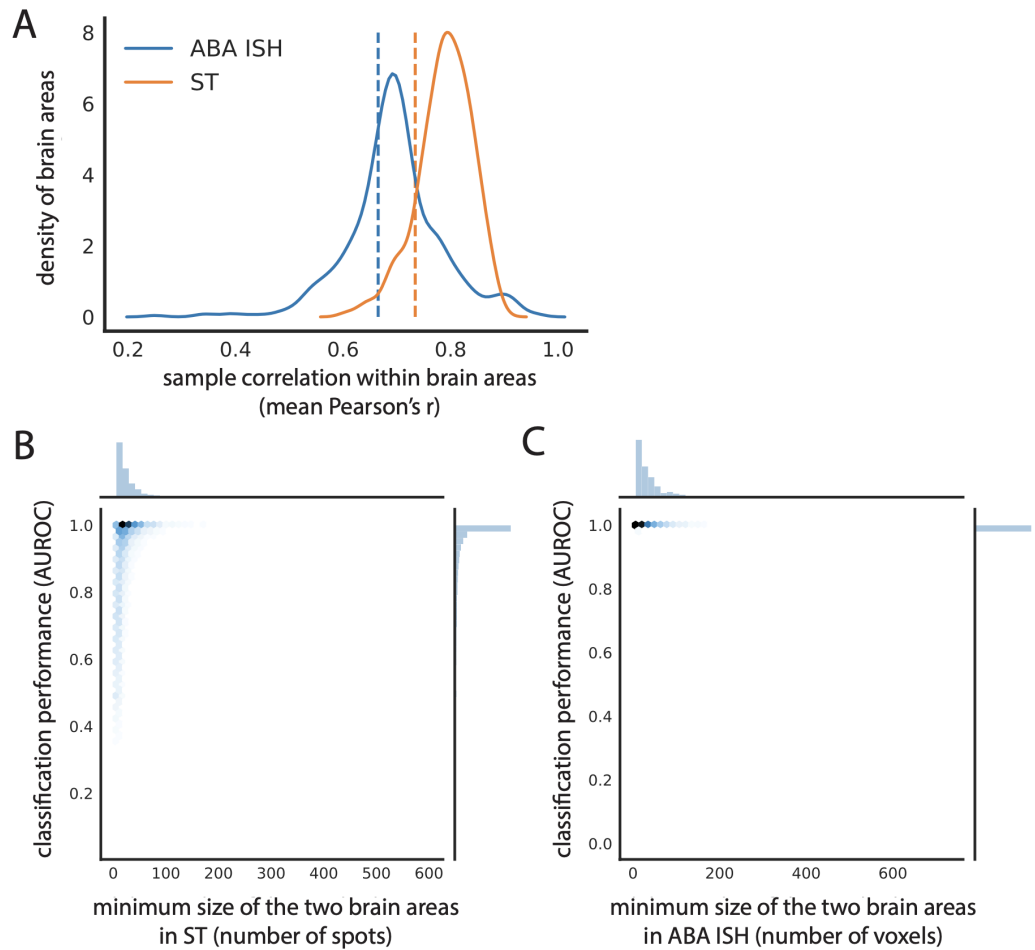 A
ABA ISH
ST
density of brain areas
8
6
4
2
0
0.2 0.4 0.6 0.8 1.0
sample correlation within brain areas
(mean Pearson's r)
B
classification performance (AUROC)
1.0
0.8
0.6
0.4
0.2
0 100 200 300 400 500 600
minimum size of the two brain areas
in ST (number of spots)
C
classification performance (AUROC)
1.0
0.8
0.6
0.4
0.2
0.0
0 200 400 600
minimum size of the two brain areas
in ABA ISH (number of voxels)